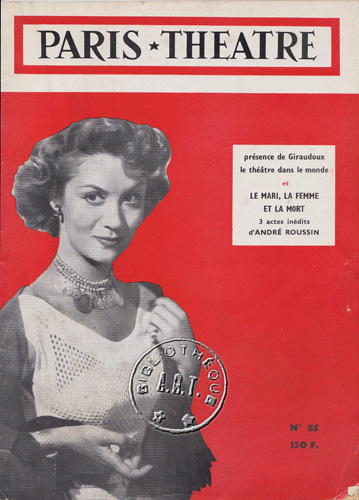 PARIS ★ THEATRE
présence de Giraudoux
le théâtre dans le monde
et
LE MARI, LA FEMME
ET LA MORT
3 actes inédits
d'ANDRÉ ROUSSIN
BIBLIOTHÈQUE
A.R.T.
N° 85
120 F.